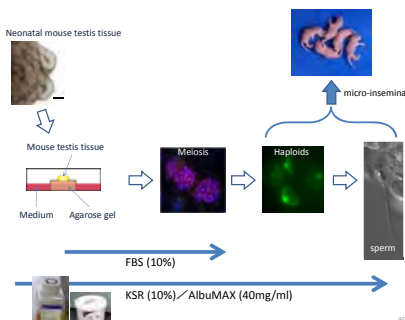 Neonatal mouse testis tissue
micro-insemina
Mouse testis tissue
Meiosis
Haploids
Medium
Agarose gel
sperm
FBS (10%)
KSR (10%)／AlbuMAX (40mg/ml)